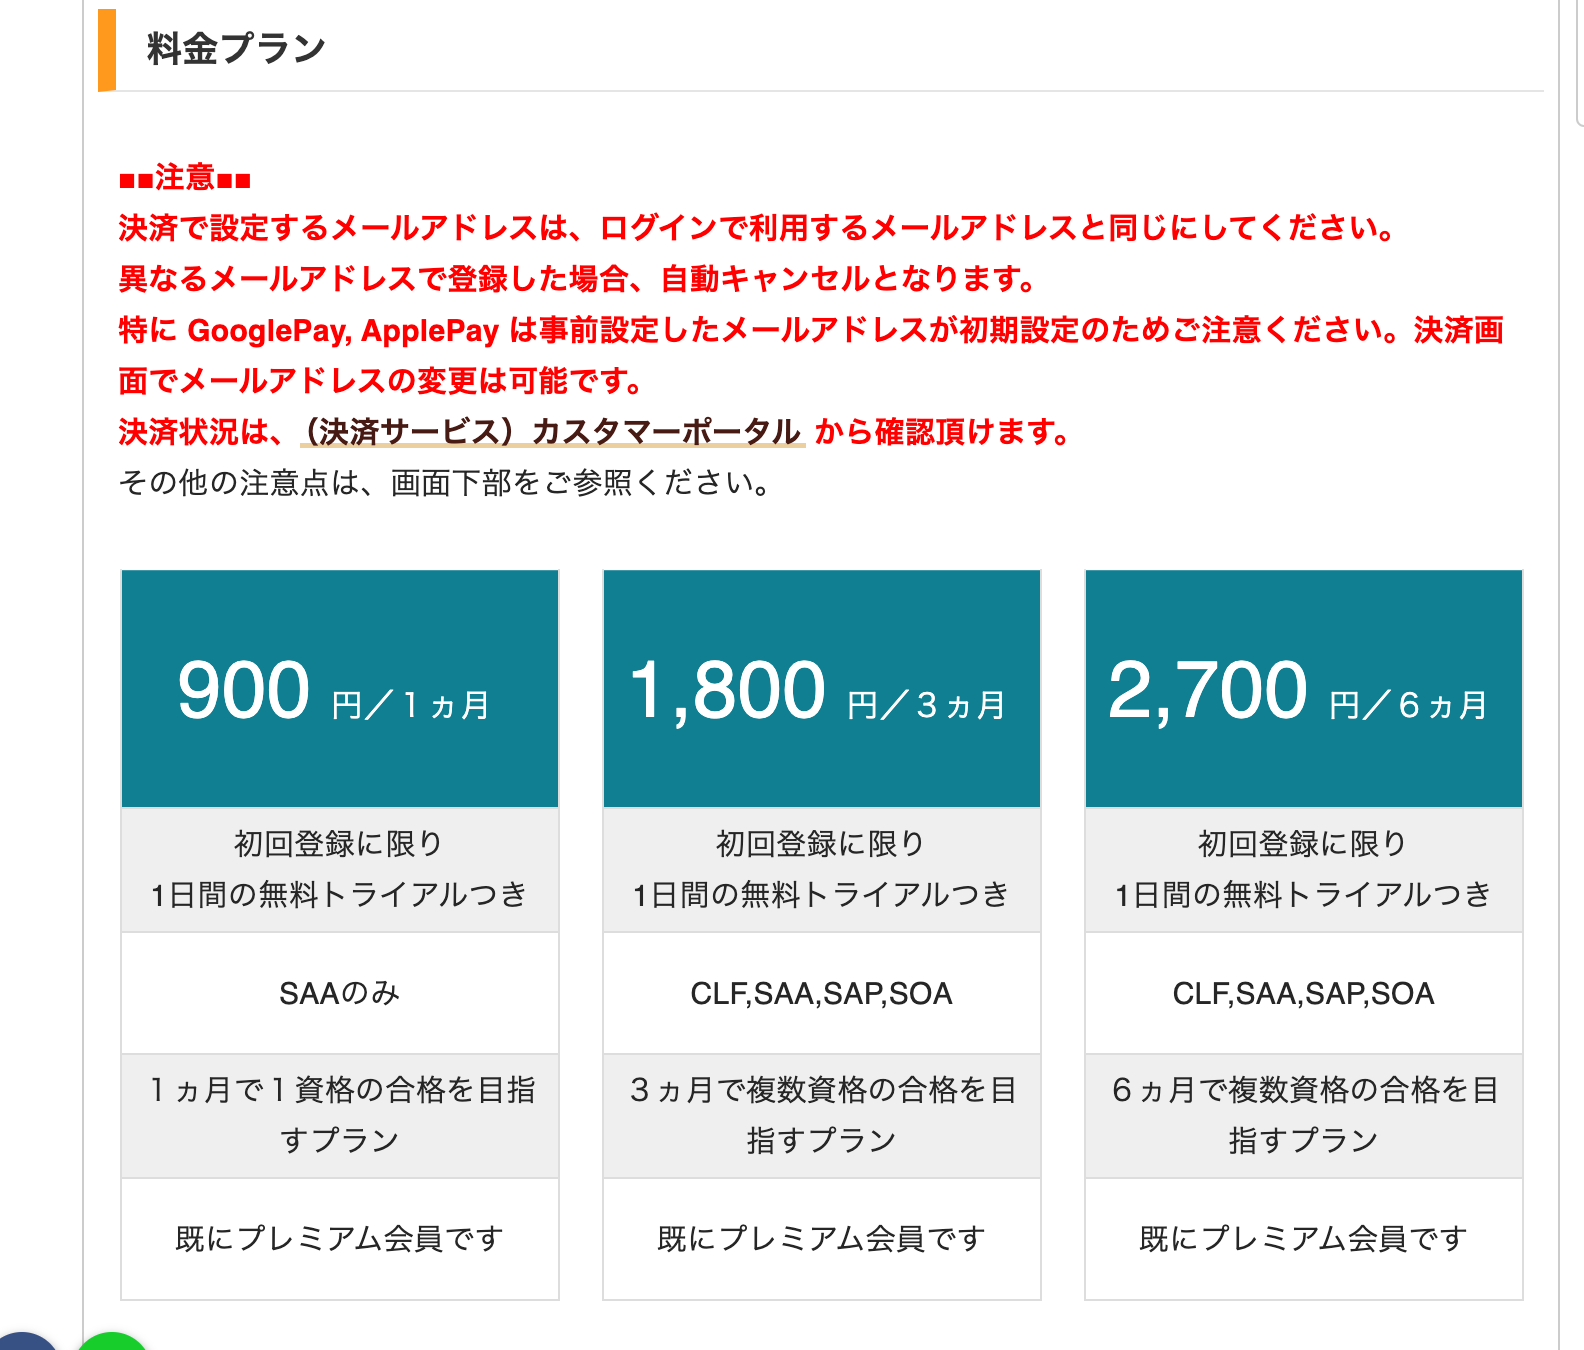 料金プラン
■■注意■■
決済で設定するメールアドレスは、ログインで利用するメールアドレスと同じにしてください。
異なるメールアドレスで登録した場合、自動キャンセルとなります。
特に GooglePay, ApplePay は事前設定したメールアドレスが初期設定のためご注意ください。決済画
面でメールアドレスの変更は可能です。
決済状況は、（決済サービス）カスタマーポータル から確認頂けます。
その他の注意点は、画面下部をご参照ください。
900 円／１ヵ月
初回登録に限り
1日間の無料トライアルつき
SAAのみ
１ヵ月で１資格の合格を目指
すプラン
既にプレミアム会員です
1,800 円／３ヵ月
初回登録に限り
1日間の無料トライアルつき
CLF,SAA,SAP,SOA
３ヵ月で複数資格の合格を目
指すプラン
既にプレミアム会員です
2,700 円／６ヵ月
初回登録に限り
1日間の無料トライアルつき
CLF,SAA,SAP,SOA
６ヵ月で複数資格の合格を目
指すプラン
既にプレミアム会員です